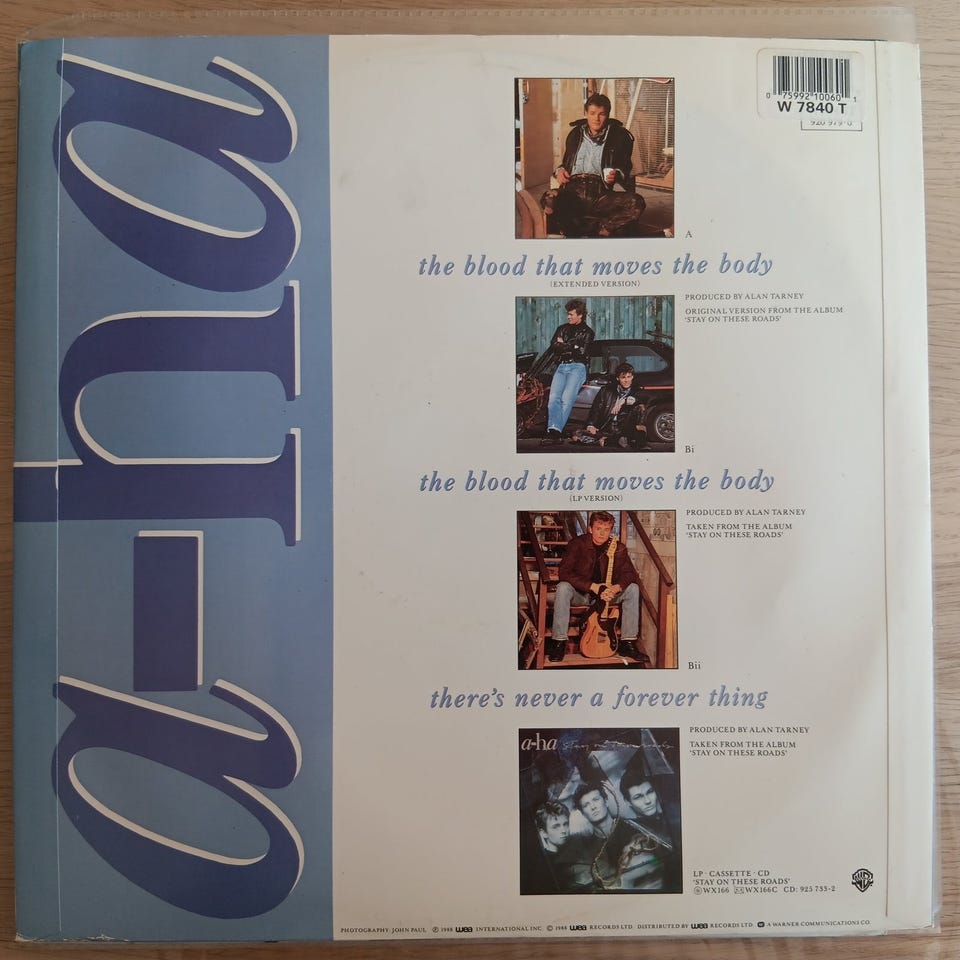 a-ha
0 75992 10060 1
W 7840 T
920 979-0
A
the blood that moves the body
(EXTENDED VERSION)
PRODUCED BY ALAN TARNEY
ORIGINAL VERSION FROM THE ALBUM
'STAY ON THESE ROADS'
Bi
the blood that moves the body
(LP VERSION)
PRODUCED BY ALAN TARNEY
TAKEN FROM THE ALBUM
'STAY ON THESE ROADS'
Bii
there's never a forever thing
PRODUCED BY ALAN TARNEY
TAKEN FROM THE ALBUM
'STAY ON THESE ROADS'
a-ha Stay on these roads
LP · CASSETTE · CD
'STAY ON THESE ROADS'
WX166 WX166C CD: 925 733-2
PHOTOGRAPHY: JOHN PAUL ℗ 1988 wea INTERNATIONAL INC. © 1988 wea RECORDS LTD. DISTRIBUTED BY wea RECORDS LTD. A WARNER COMMUNICATIONS CO.